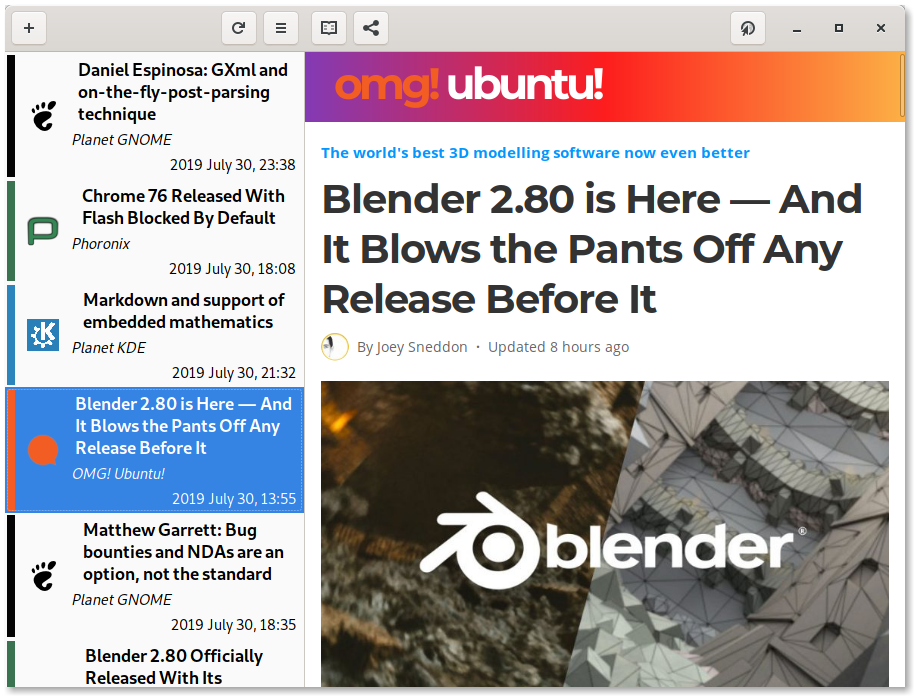 Daniel Espinosa: GXml and
on-the-fly-post-parsing
technique
Planet GNOME
2019 July 30, 23:38
Chrome 76 Released With
Flash Blocked By Default
Phoronix
2019 July 30, 18:08
Markdown and support of
embedded mathematics
Planet KDE
2019 July 30, 21:32
Blender 2.80 is Here — And
It Blows the Pants Off Any
Release Before It
OMG! Ubuntu!
2019 July 30, 13:55
Matthew Garrett: Bug
bounties and NDAs are an
option, not the standard
Planet GNOME
2019 July 30, 18:35
Blender 2.80 Officially
Released With Its
omg! ubuntu!
The world's best 3D modelling software now even better
Blender 2.80 is Here — And
It Blows the Pants Off Any
Release Before It
By Joey Sneddon · Updated 8 hours ago
blender®